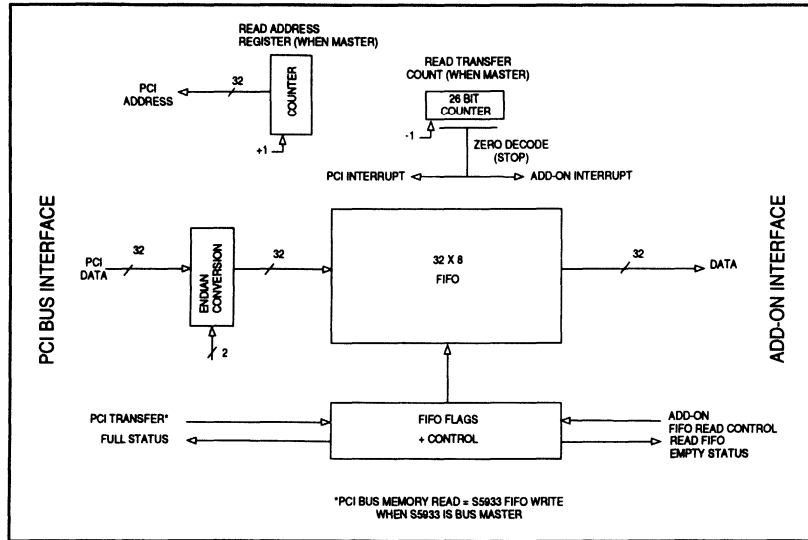 READ ADDRESS
REGISTER (WHEN MASTER)
READ TRANSFER
COUNT (WHEN MASTER)
PCI
ADDRESS
32
COUNTER
+1
26 BIT
COUNTER
-1
ZERO DECODE
(STOP)
PCI INTERRUPT
ADD-ON INTERRUPT
PCI BUS INTERFACE
PCI
DATA
32
ENDIAN
CONVERSION
2
32
32 X 8
FIFO
32
DATA
ADD-ON INTERFACE
PCI TRANSFER*
FULL STATUS
FIFO FLAGS
+ CONTROL
ADD-ON
FIFO READ CONTROL
READ FIFO
EMPTY STATUS
*PCI BUS MEMORY READ = S5933 FIFO WRITE
WHEN S5933 IS BUS MASTER